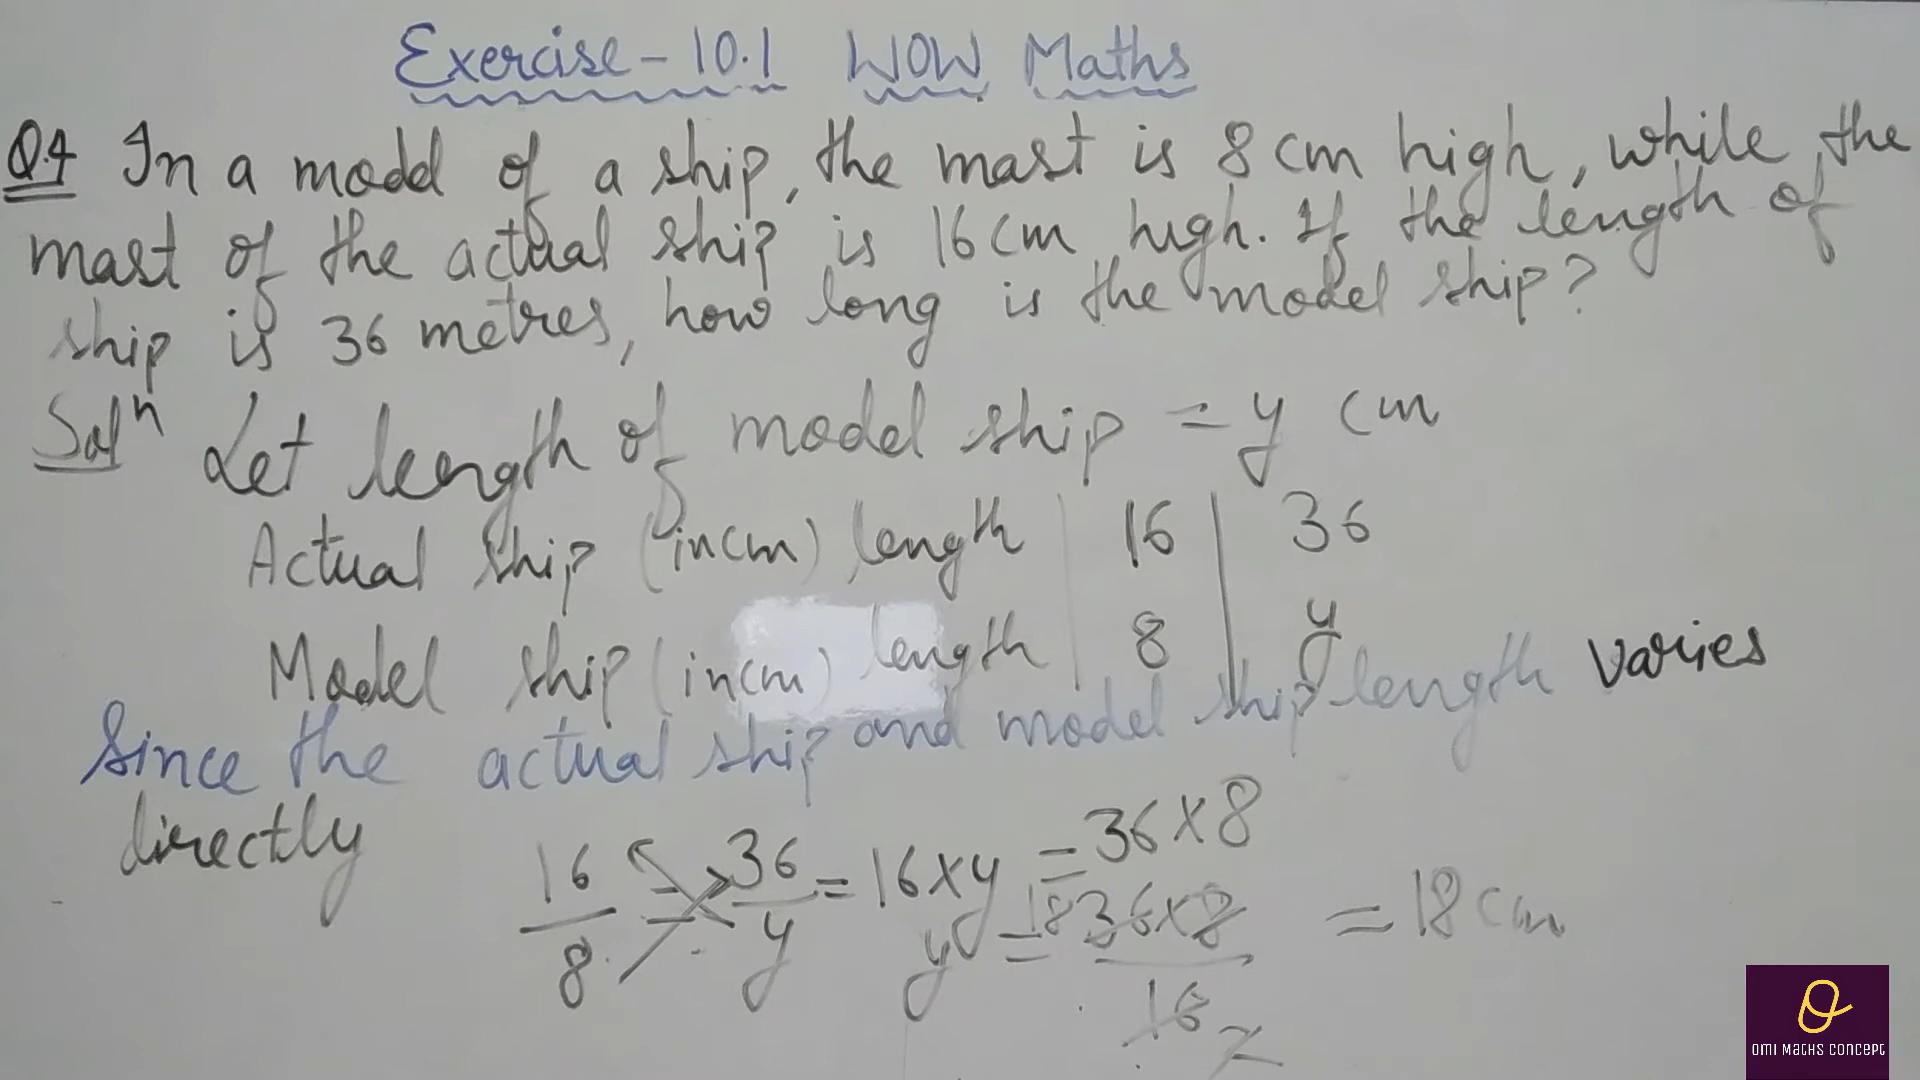 Exercise-10.1 WOW Maths
Q.4 In a model of a ship, the mast is 8 cm high, while the
mast of the actual ship is 16 cm high. If the length of
ship is 36 metres, how long is the model ship?
Solⁿ Let length of model ship = y cm
Actual ship (in cm) length | 16 | 36
Model ship (in cm) length | 8 | y
Since the actual ship and model ship length varies
directly
16/8 = 36/y = 16×y = 36×8
y = 18 36×8/16 2 = 18 cm
OMI MATHS CONCEPT